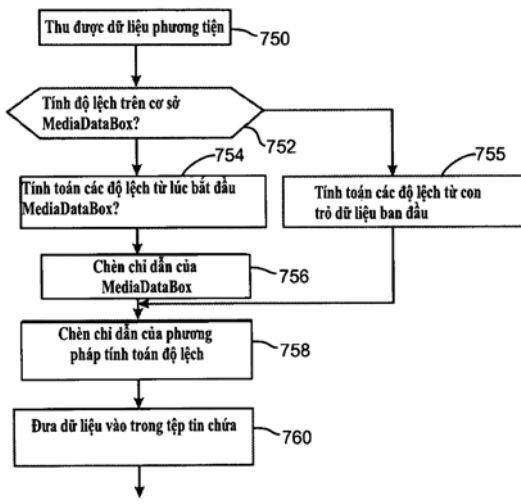 Thu được dữ liệu phương tiện
750
Tính độ lệch trên cơ sở
MediaDataBox?
752
754
755
Tính toán các độ lệch từ lúc bắt đầu
MediaDataBox?
Tính toán các độ lệch từ con
trỏ dữ liệu ban đầu
Chèn chỉ dẫn của
MediaDataBox
756
Chèn chỉ dẫn của phương
pháp tính toán độ lệch
758
Đưa dữ liệu vào trong tệp tin chứa
760